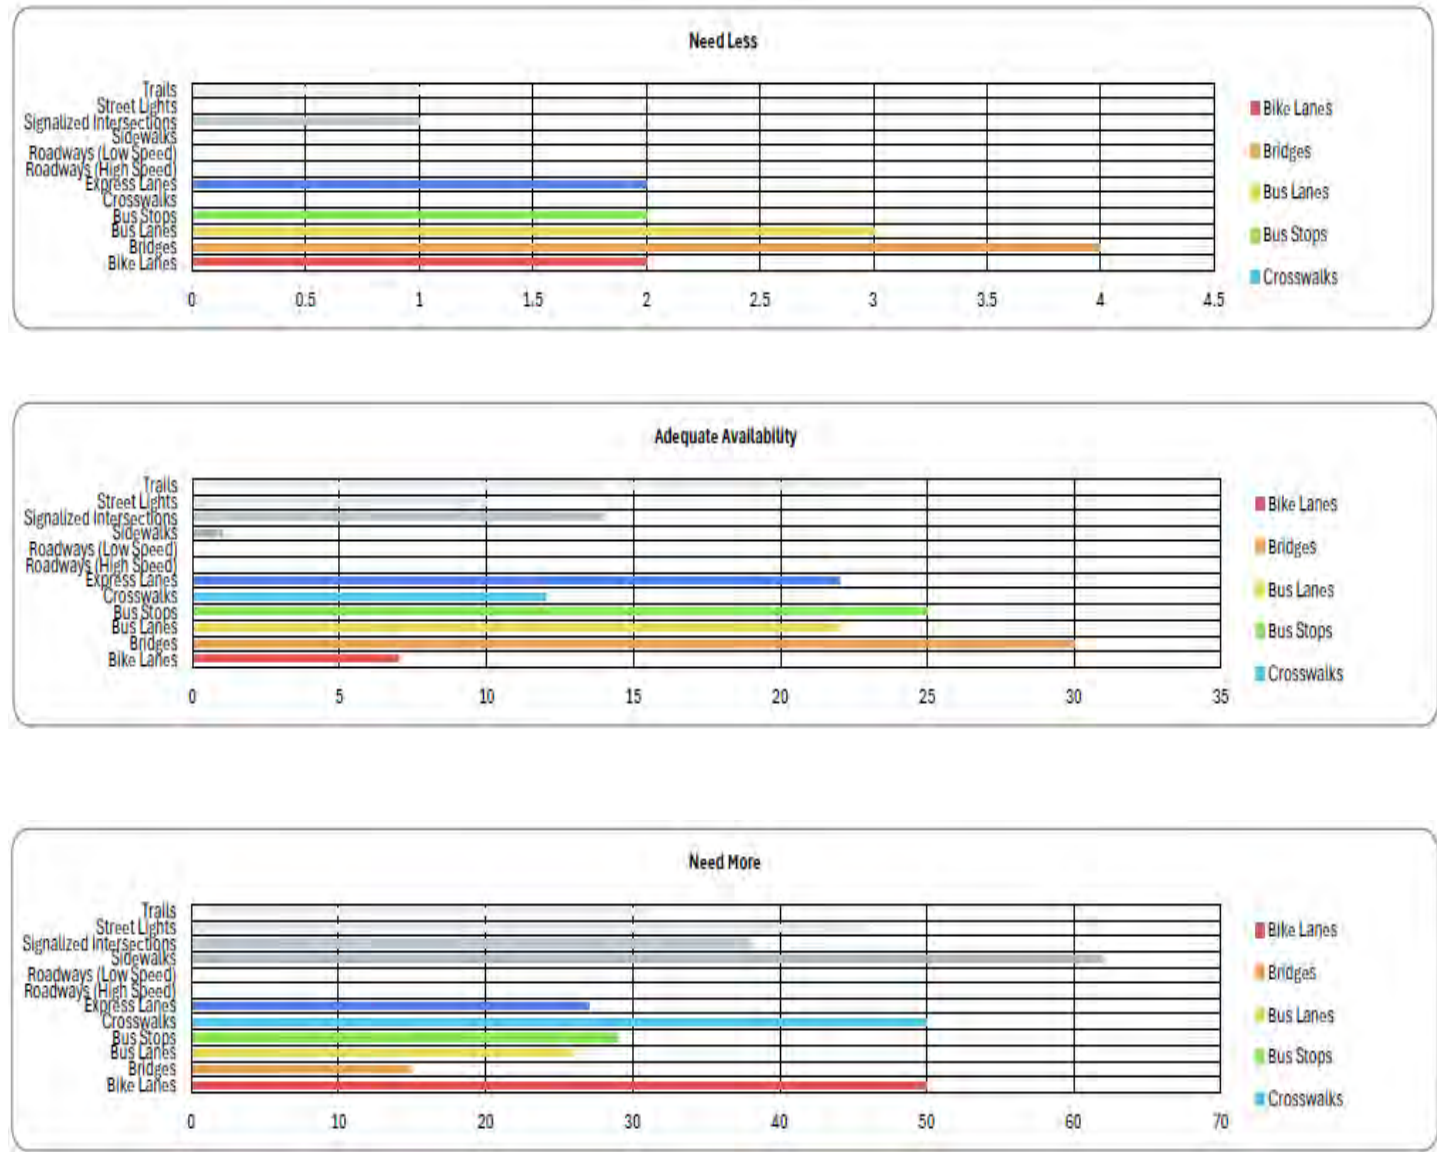 Need Less
Trails
Street Lights
Signalized Intersections
Sidewalks
Roadways (Low Speed)
Roadways (High Speed)
Express Lanes
Crosswalks
Bus Stops
Bus Lanes
Bridges
Bike Lanes
0 0.5 1 1.5 2 2.5 3 3.5 4 4.5
Bike Lanes
Bridges
Bus Lanes
Bus Stops
Crosswalks
Adequate Availability
Trails
Street Lights
Signalized Intersections
Sidewalks
Roadways (Low Speed)
Roadways (High Speed)
Express Lanes
Crosswalks
Bus Stops
Bus Lanes
Bridges
Bike Lanes
0 5 10 15 20 25 30 35
Bike Lanes
Bridges
Bus Lanes
Bus Stops
Crosswalks
Need More
Trails
Street Lights
Signalized Intersections
Sidewalks
Roadways (Low Speed)
Roadways (High Speed)
Express Lanes
Crosswalks
Bus Stops
Bus Lanes
Bridges
Bike Lanes
0 10 20 30 40 50 60 70
Bike Lanes
Bridges
Bus Lanes
Bus Stops
Crosswalks